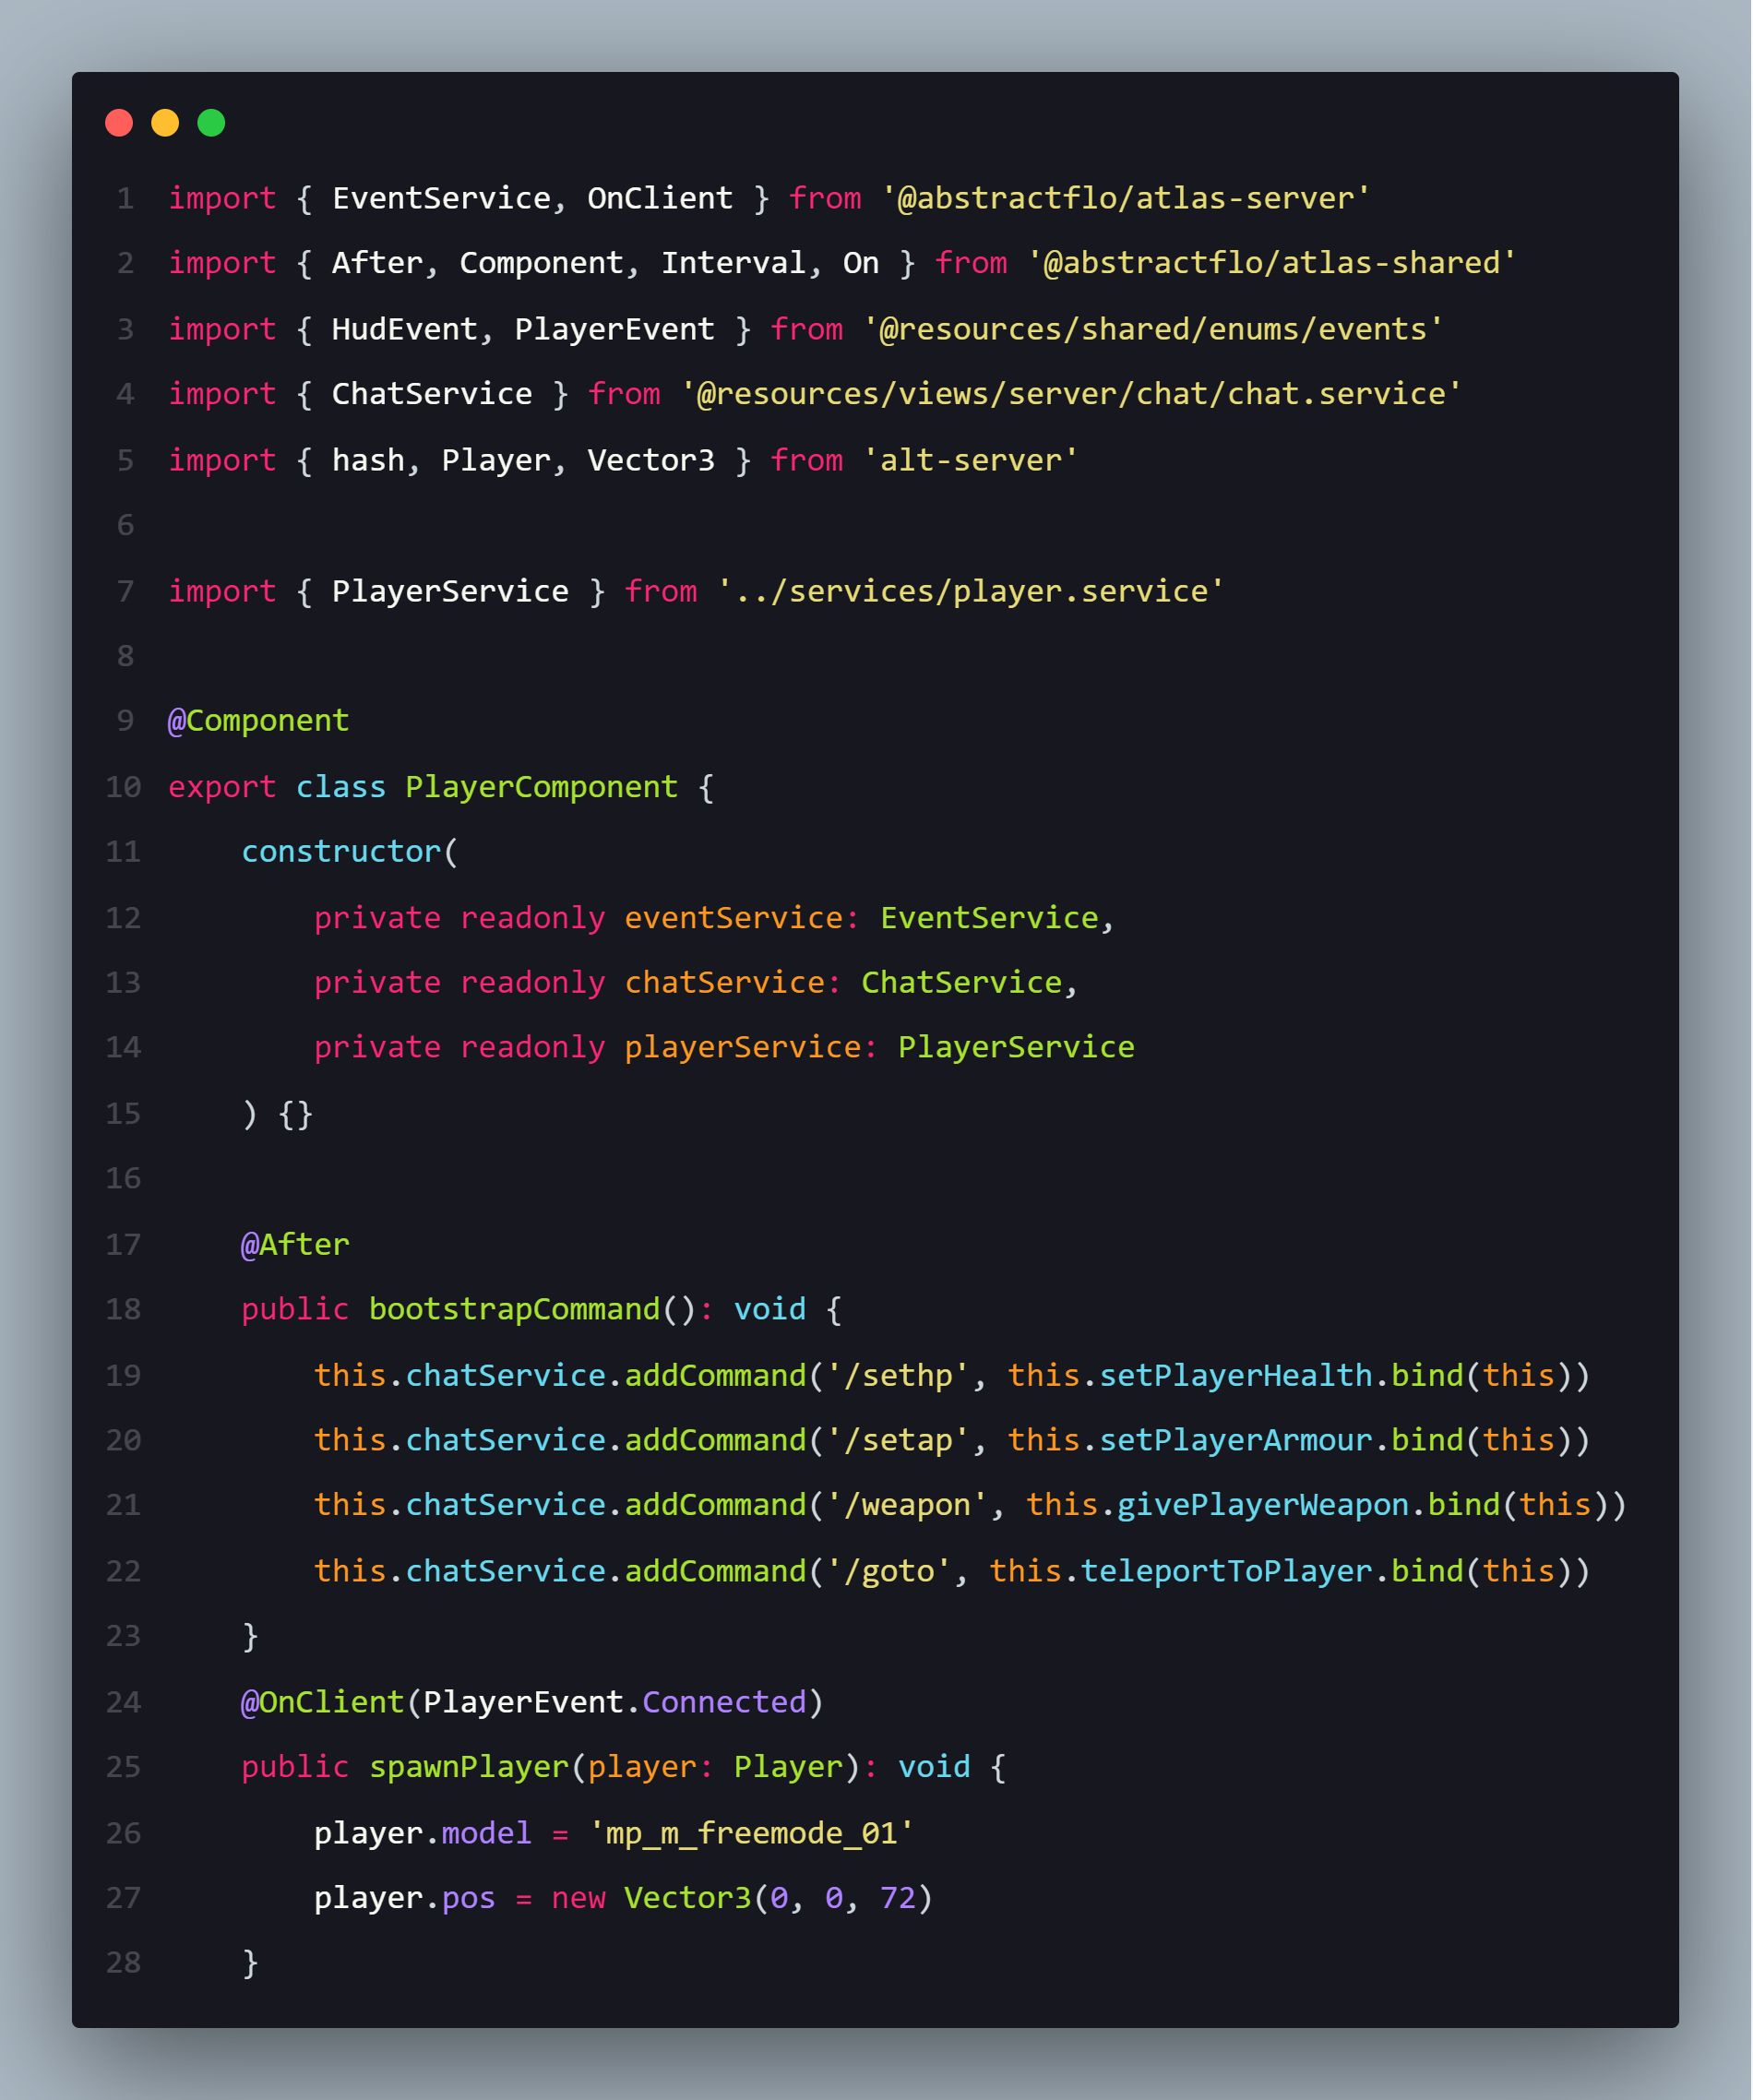 1 import { EventService, OnClient } from '@abstractflo/atlas-server'
2 import { After, Component, Interval, On } from '@abstractflo/atlas-shared'
3 import { HudEvent, PlayerEvent } from '@resources/shared/enums/events'
4 import { ChatService } from '@resources/views/server/chat/chat.service'
5 import { hash, Player, Vector3 } from 'alt-server'
6
7 import { PlayerService } from '../services/player.service'
8
9 @Component
10 export class PlayerComponent {
11     constructor(
12         private readonly eventService: EventService,
13         private readonly chatService: ChatService,
14         private readonly playerService: PlayerService
15     ) {}
16
17     @After
18     public bootstrapCommand(): void {
19         this.chatService.addCommand('/sethp', this.setPlayerHealth.bind(this))
20         this.chatService.addCommand('/setap', this.setPlayerArmour.bind(this))
21         this.chatService.addCommand('/weapon', this.givePlayerWeapon.bind(this))
22         this.chatService.addCommand('/goto', this.teleportToPlayer.bind(this))
23     }
24     @OnClient(PlayerEvent.Connected)
25     public spawnPlayer(player: Player): void {
26         player.model = 'mp_m_freemode_01'
27         player.pos = new Vector3(0, 0, 72)
28     }